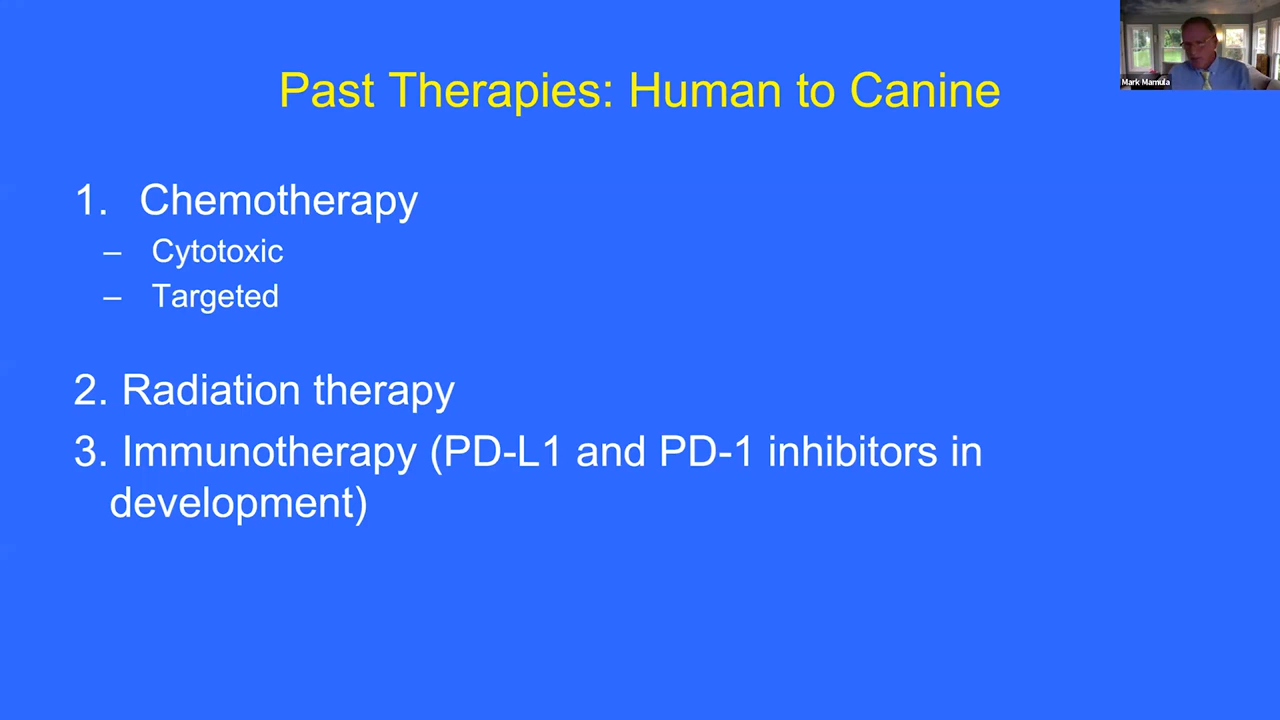 Mark Mamula
Past Therapies: Human to Canine
1. Chemotherapy
– Cytotoxic
– Targeted
2. Radiation therapy
3. Immunotherapy (PD-L1 and PD-1 inhibitors in
development)